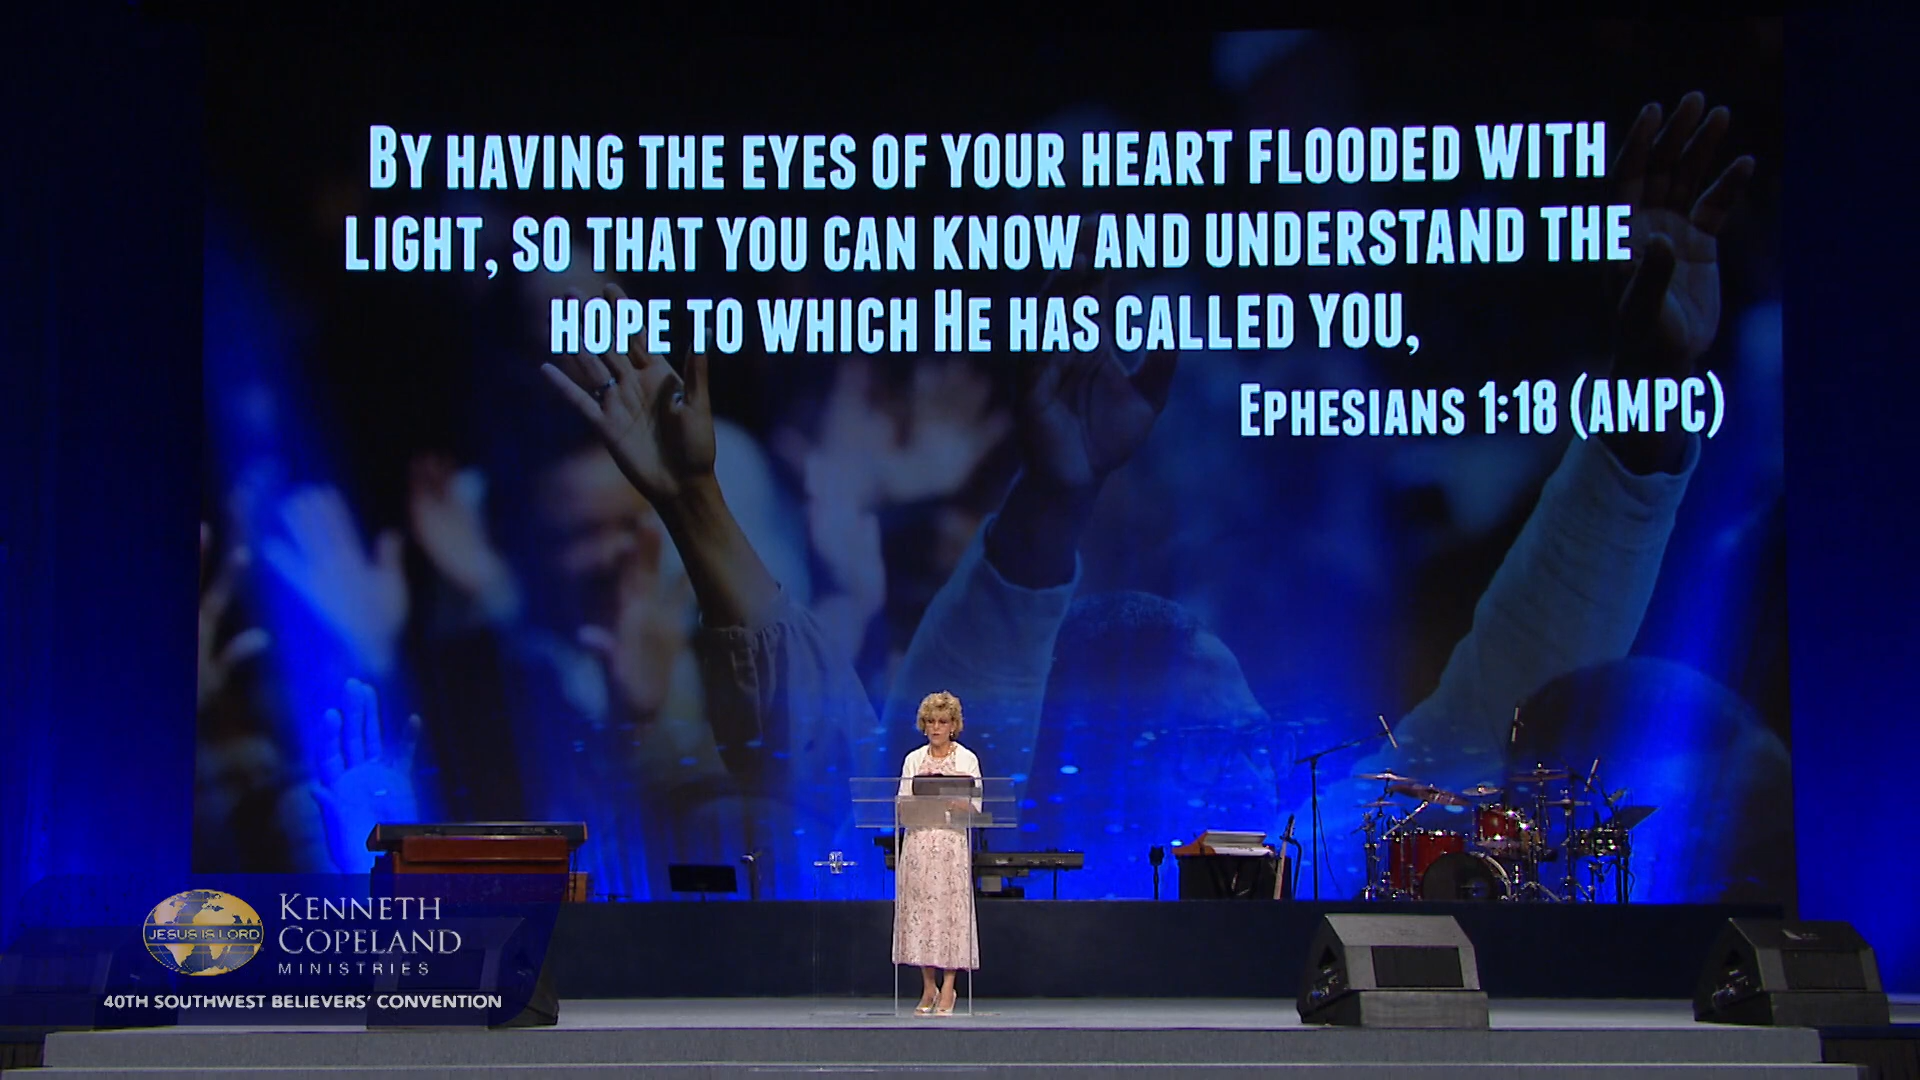 By having the eyes of your heart flooded with
light, so that you can know and understand the
hope to which He has called you,
Ephesians 1:18 (AMPC)
JESUS IS LORD
KENNETH
COPELAND
MINISTRIES
40TH SOUTHWEST BELIEVERS' CONVENTION